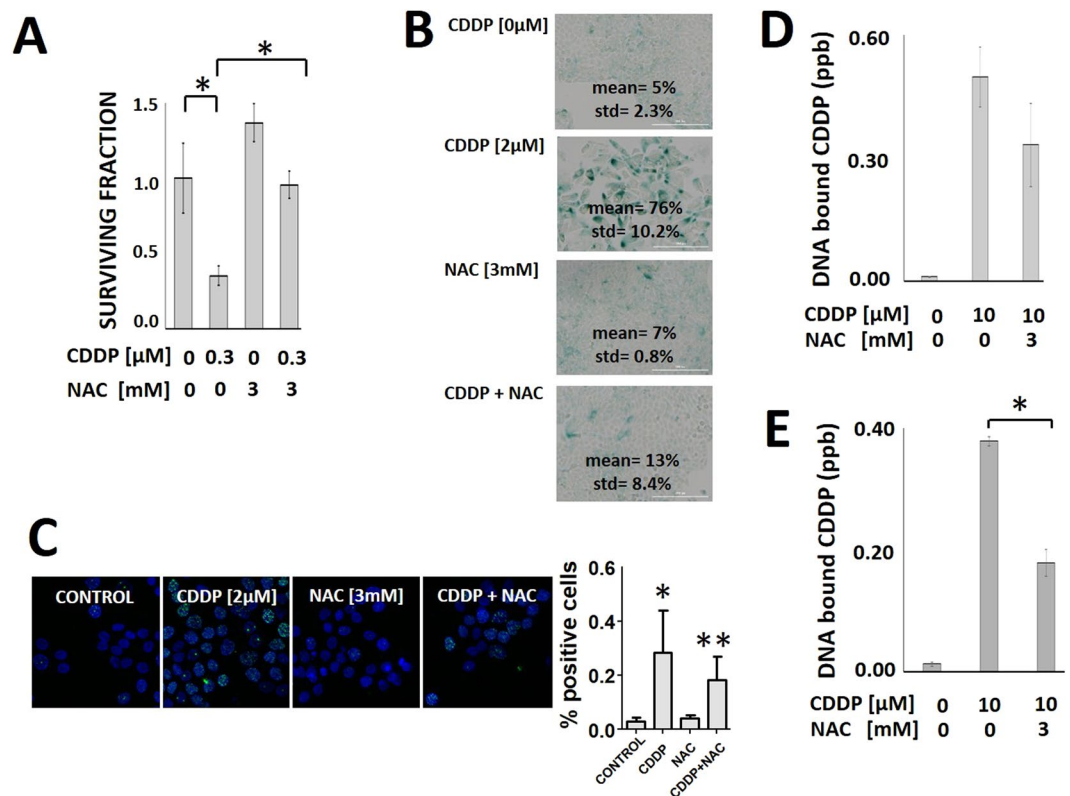 A
*
*
SURVIVING FRACTION
1.5
1.0
0.5
0.0
CDDP [µM] 0 0.3 0 0.3
NAC [mM] 0 0 3 3
B
CDDP [0µM]
mean= 5%
std= 2.3%
CDDP [2µM]
mean= 76%
std= 10.2%
NAC [3mM]
mean= 7%
std= 0.8%
CDDP + NAC
mean= 13%
std= 8.4%
C
CONTROL
CDDP [2µM]
NAC [3mM]
CDDP + NAC
% positive cells
0.6
0.4
0.2
0.0
*
**
CONTROL
CDDP
NAC
CDDP+NAC
D
DNA bound CDDP (ppb)
0.60
0.30
0.00
CDDP [µM] 0 10 10
NAC [mM] 0 0 3
E
*
DNA bound CDDP (ppb)
0.40
0.20
0.00
CDDP [µM] 0 10 10
NAC [mM] 0 0 3